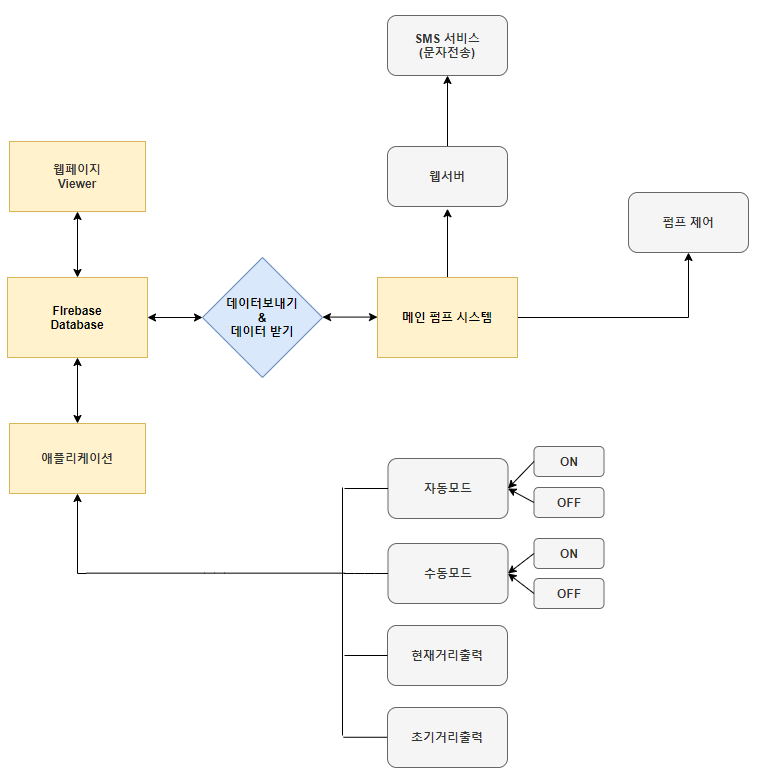 SMS 서비스
(문자전송)
웹페이지
Viewer
웹서버
펌프 제어
FIrebase
Database
데이터보내기
&
데이터 받기
메인 펌프 시스템
애플리케이션
자동모드
ON
OFF
수동모드
ON
OFF
현재거리출력
초기거리출력